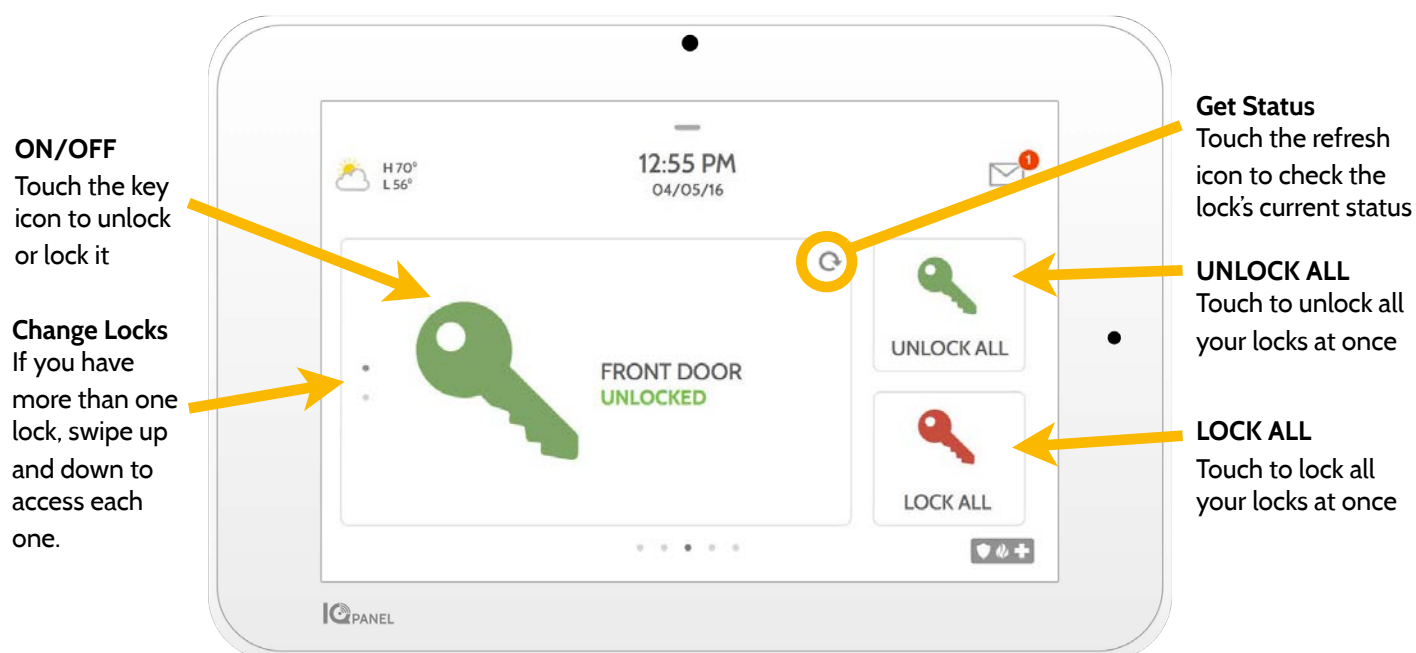 ON/OFF
Touch the key
icon to unlock
or lock it
Change Locks
If you have
more than one
lock, swipe up
and down to
access each
one.
H 70°
L 56°
12:55 PM
04/05/16
1
FRONT DOOR
UNLOCKED
UNLOCK ALL
LOCK ALL
IQ PANEL
Get Status
Touch the refresh
icon to check the
lock's current status
UNLOCK ALL
Touch to unlock all
your locks at once
LOCK ALL
Touch to lock all
your locks at once